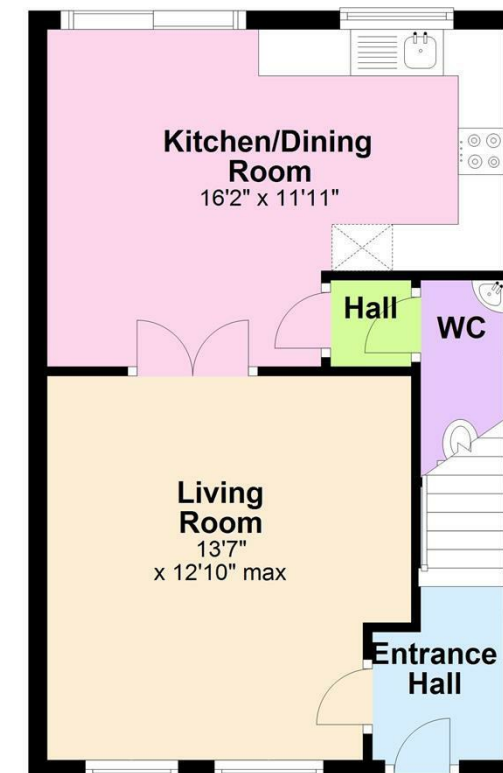 Kitchen/Dining
Room
16'2" x 11'11"
Hall
WC
Living
Room
13'7"
x 12'10" max
Entrance
Hall